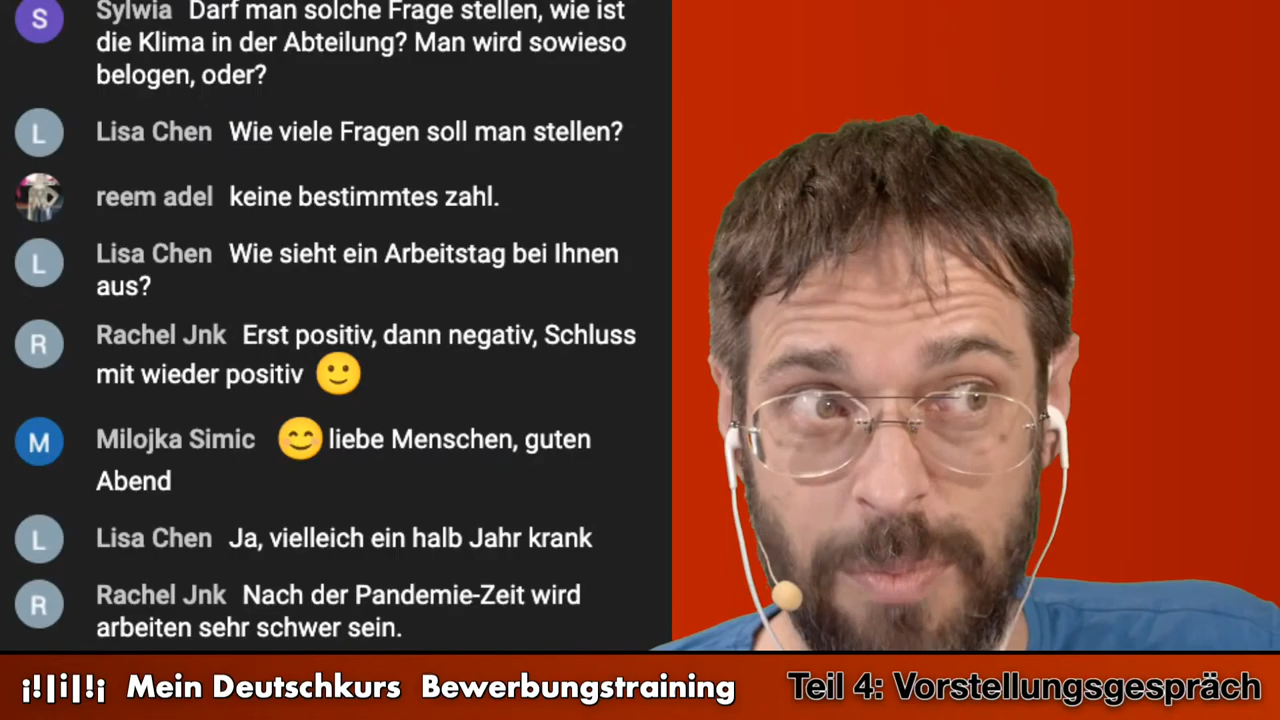 S Sylwia Darf man solche Frage stellen, wie ist
die Klima in der Abteilung? Man wird sowieso
belogen, oder?
L Lisa Chen Wie viele Fragen soll man stellen?
reem adel keine bestimmtes zahl.
L Lisa Chen Wie sieht ein Arbeitstag bei Ihnen
aus?
R Rachel Jnk Erst positiv, dann negativ, Schluss
mit wieder positiv 🙂
M Milojka Simic 😊 liebe Menschen, guten
Abend
L Lisa Chen Ja, vielleich ein halb Jahr krank
R Rachel Jnk Nach der Pandemie-Zeit wird
arbeiten sehr schwer sein.
¡!|i|!¡ Mein Deutschkurs Bewerbungstraining Teil 4: Vorstellungsgespräch